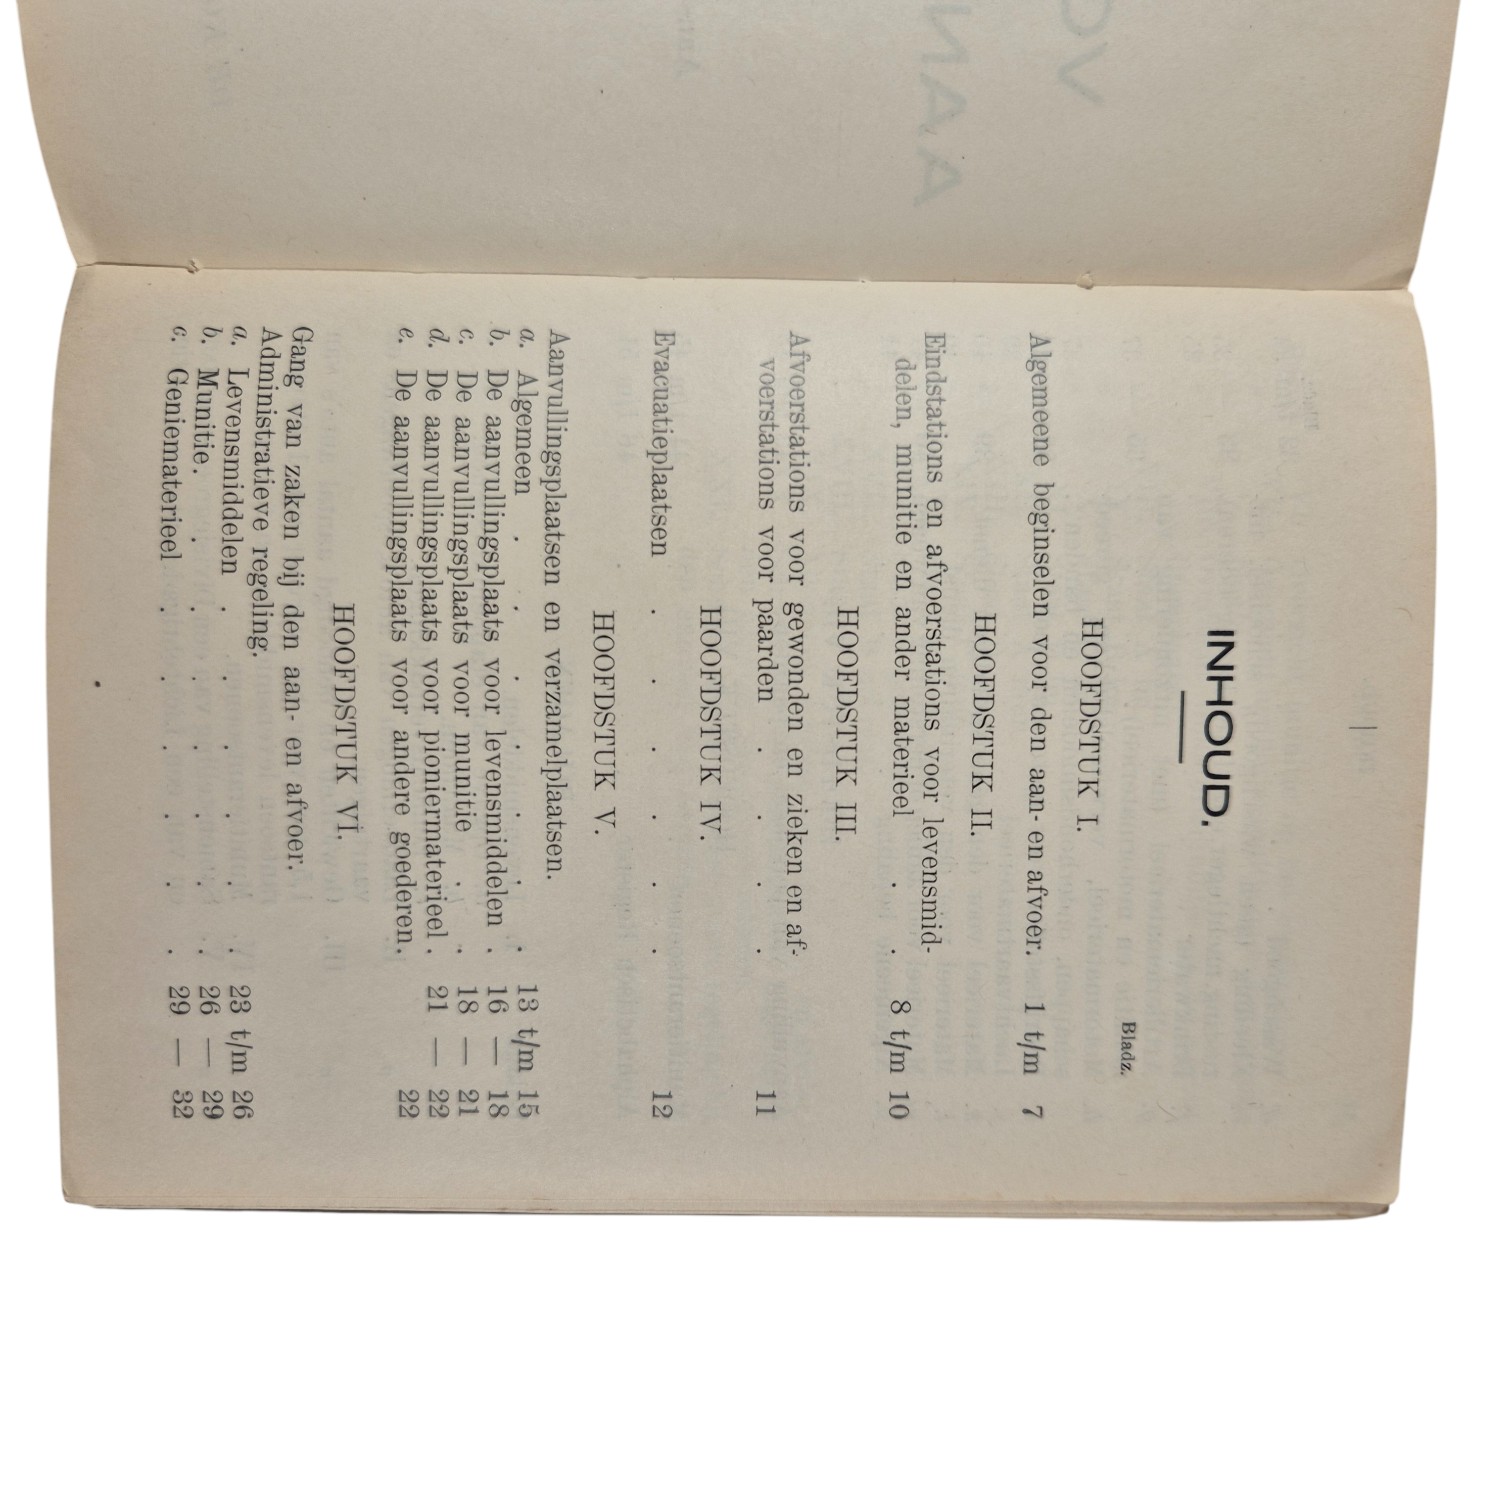 INHOUD.
Bladz.
HOOFDSTUK I.
Algemeene beginselen voor den aan- en afvoer. 1 t/m 7
HOOFDSTUK II.
Eindstations en afvoerstations voor levensmid-
delen, munitie en ander materieel . . 8 t/m 10
HOOFDSTUK III.
Afvoerstations voor gewonden en zieken en af-
voerstations voor paarden . . . . 11
HOOFDSTUK IV.
Evacuatieplaatsen . . . . . . 12
HOOFDSTUK V.
Aanvullingsplaatsen en verzamelplaatsen.
a. Algemeen . . . . . . . 13 t/m 15
b. De aanvullingsplaats voor levensmiddelen . 16 — 18
c. De aanvullingsplaats voor munitie . . 18 — 21
d. De aanvullingsplaats voor pioniermaterieel . 21 — 22
e. De aanvullingsplaats voor andere goederen. 22
HOOFDSTUK VI.
Gang van zaken bij den aan- en afvoer.
Administratieve regeling.
a. Levensmiddelen . . . . . . 23 t/m 26
b. Munitie. . . . . . . . 26 — 29
c. Geniematerieel . . . . . . 29 — 32